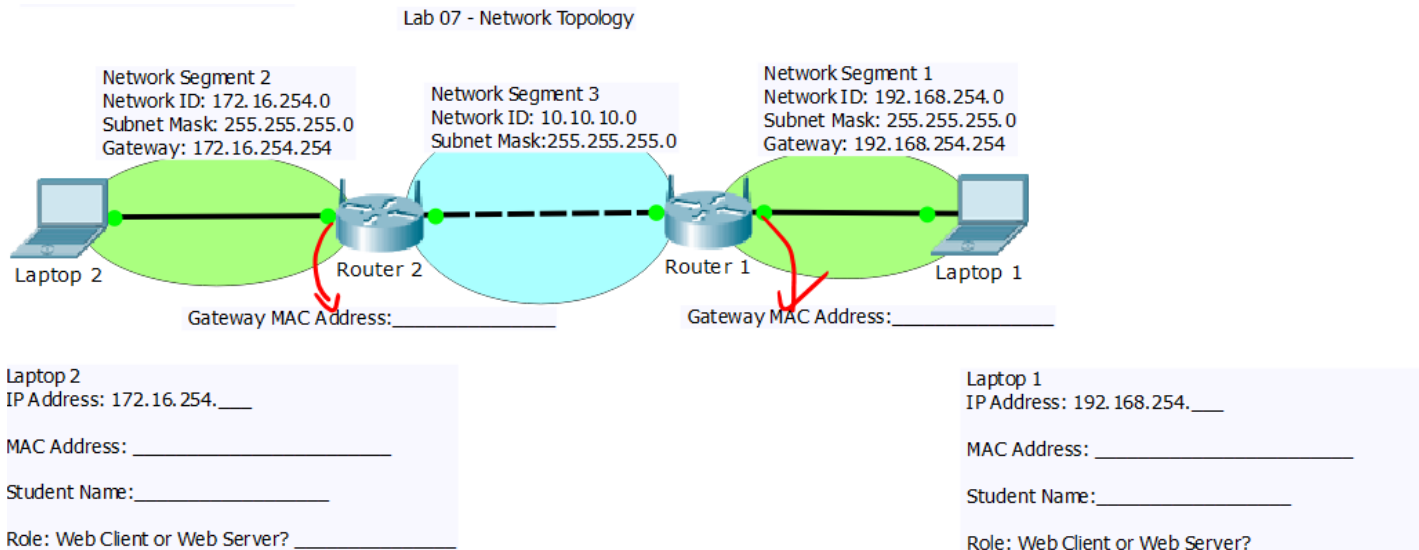 Lab 07 - Network Topology
Network Segment 2
Network ID: 172.16.254.0
Subnet Mask: 255.255.255.0
Gateway: 172.16.254.254
Network Segment 3
Network ID: 10.10.10.0
Subnet Mask:255.255.255.0
Network Segment 1
Network ID: 192.168.254.0
Subnet Mask: 255.255.255.0
Gateway: 192.168.254.254
Laptop 2
Router 2
Router 1
Laptop 1
Gateway MAC Address:_______________
Gateway MAC Address:_______________
Laptop 2
IP Address: 172.16.254.___
MAC Address: ________________________
Student Name:__________________
Role: Web Client or Web Server? _______________
Laptop 1
IP Address: 192.168.254.___
MAC Address: ________________________
Student Name:__________________
Role: Web Client or Web Server?